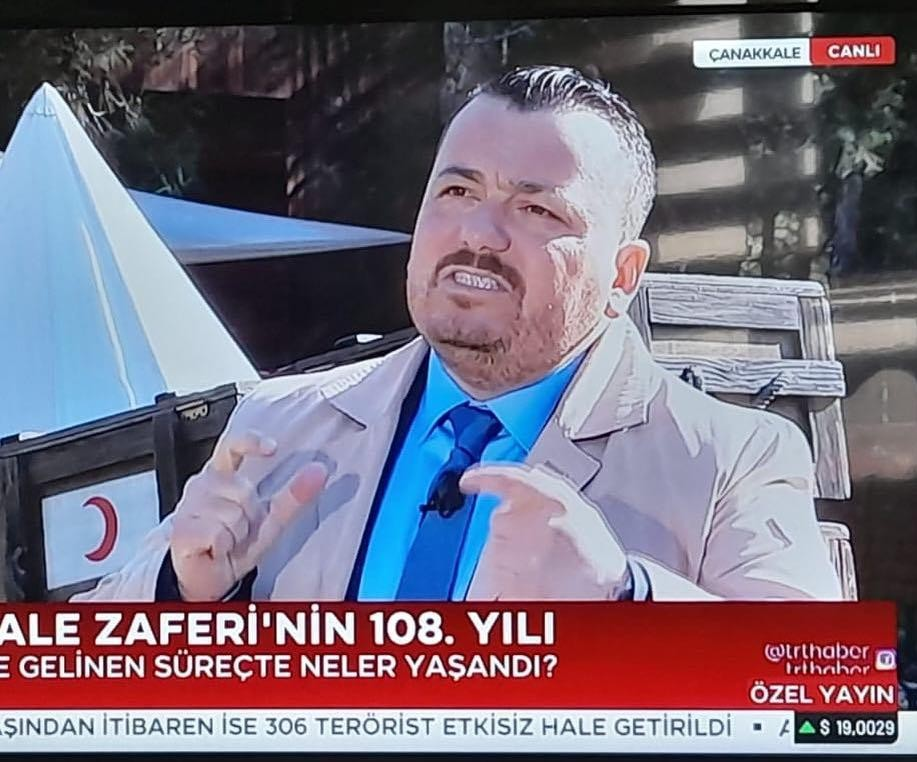 ÇANAKKALE CANLI
ALE ZAFERİ'NİN 108. YILI
E GELİNEN SÜREÇTE NELER YAŞANDI?
@trthaber
trthaber
ÖZEL YAYIN
ŞINDAN İTİBAREN İSE 306 TERÖRİST ETKİSİZ HALE GETİRİLDİ
$ 19,0029